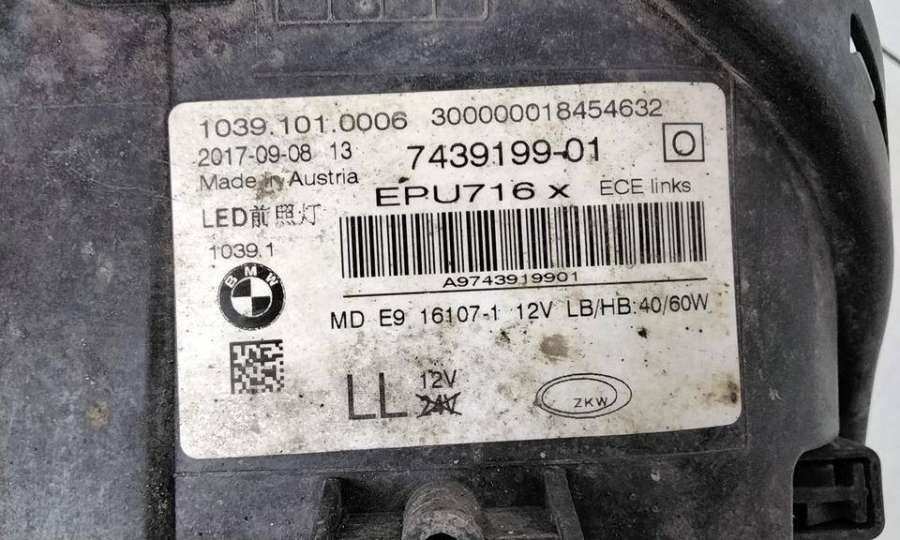 1039.101.0006 300000018454632
2017-09-08 13 7439199-01 O
Made in Austria EPU716 x ECE links
LED前照灯
1039.1
A9743919901
BMW
MD E9 16107-1 12V LB/HB:40/60W
LL 12V
24V
ZKW